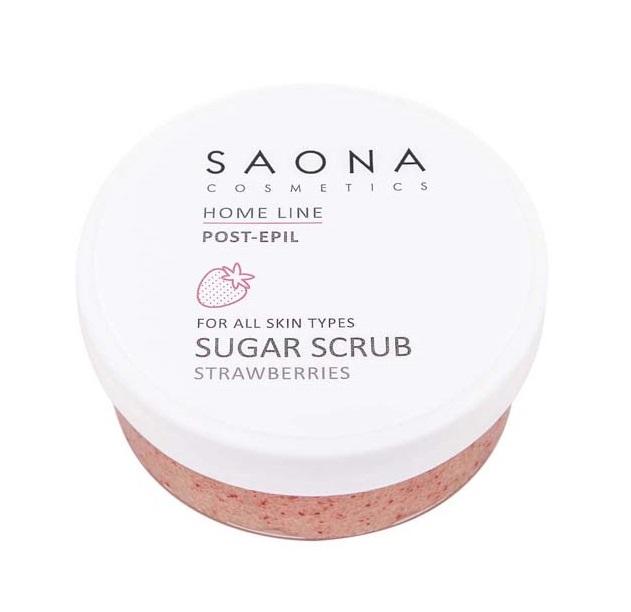 SAONA
COSMETICS
HOME LINE
POST-EPIL
FOR ALL SKIN TYPES
SUGAR SCRUB
STRAWBERRIES